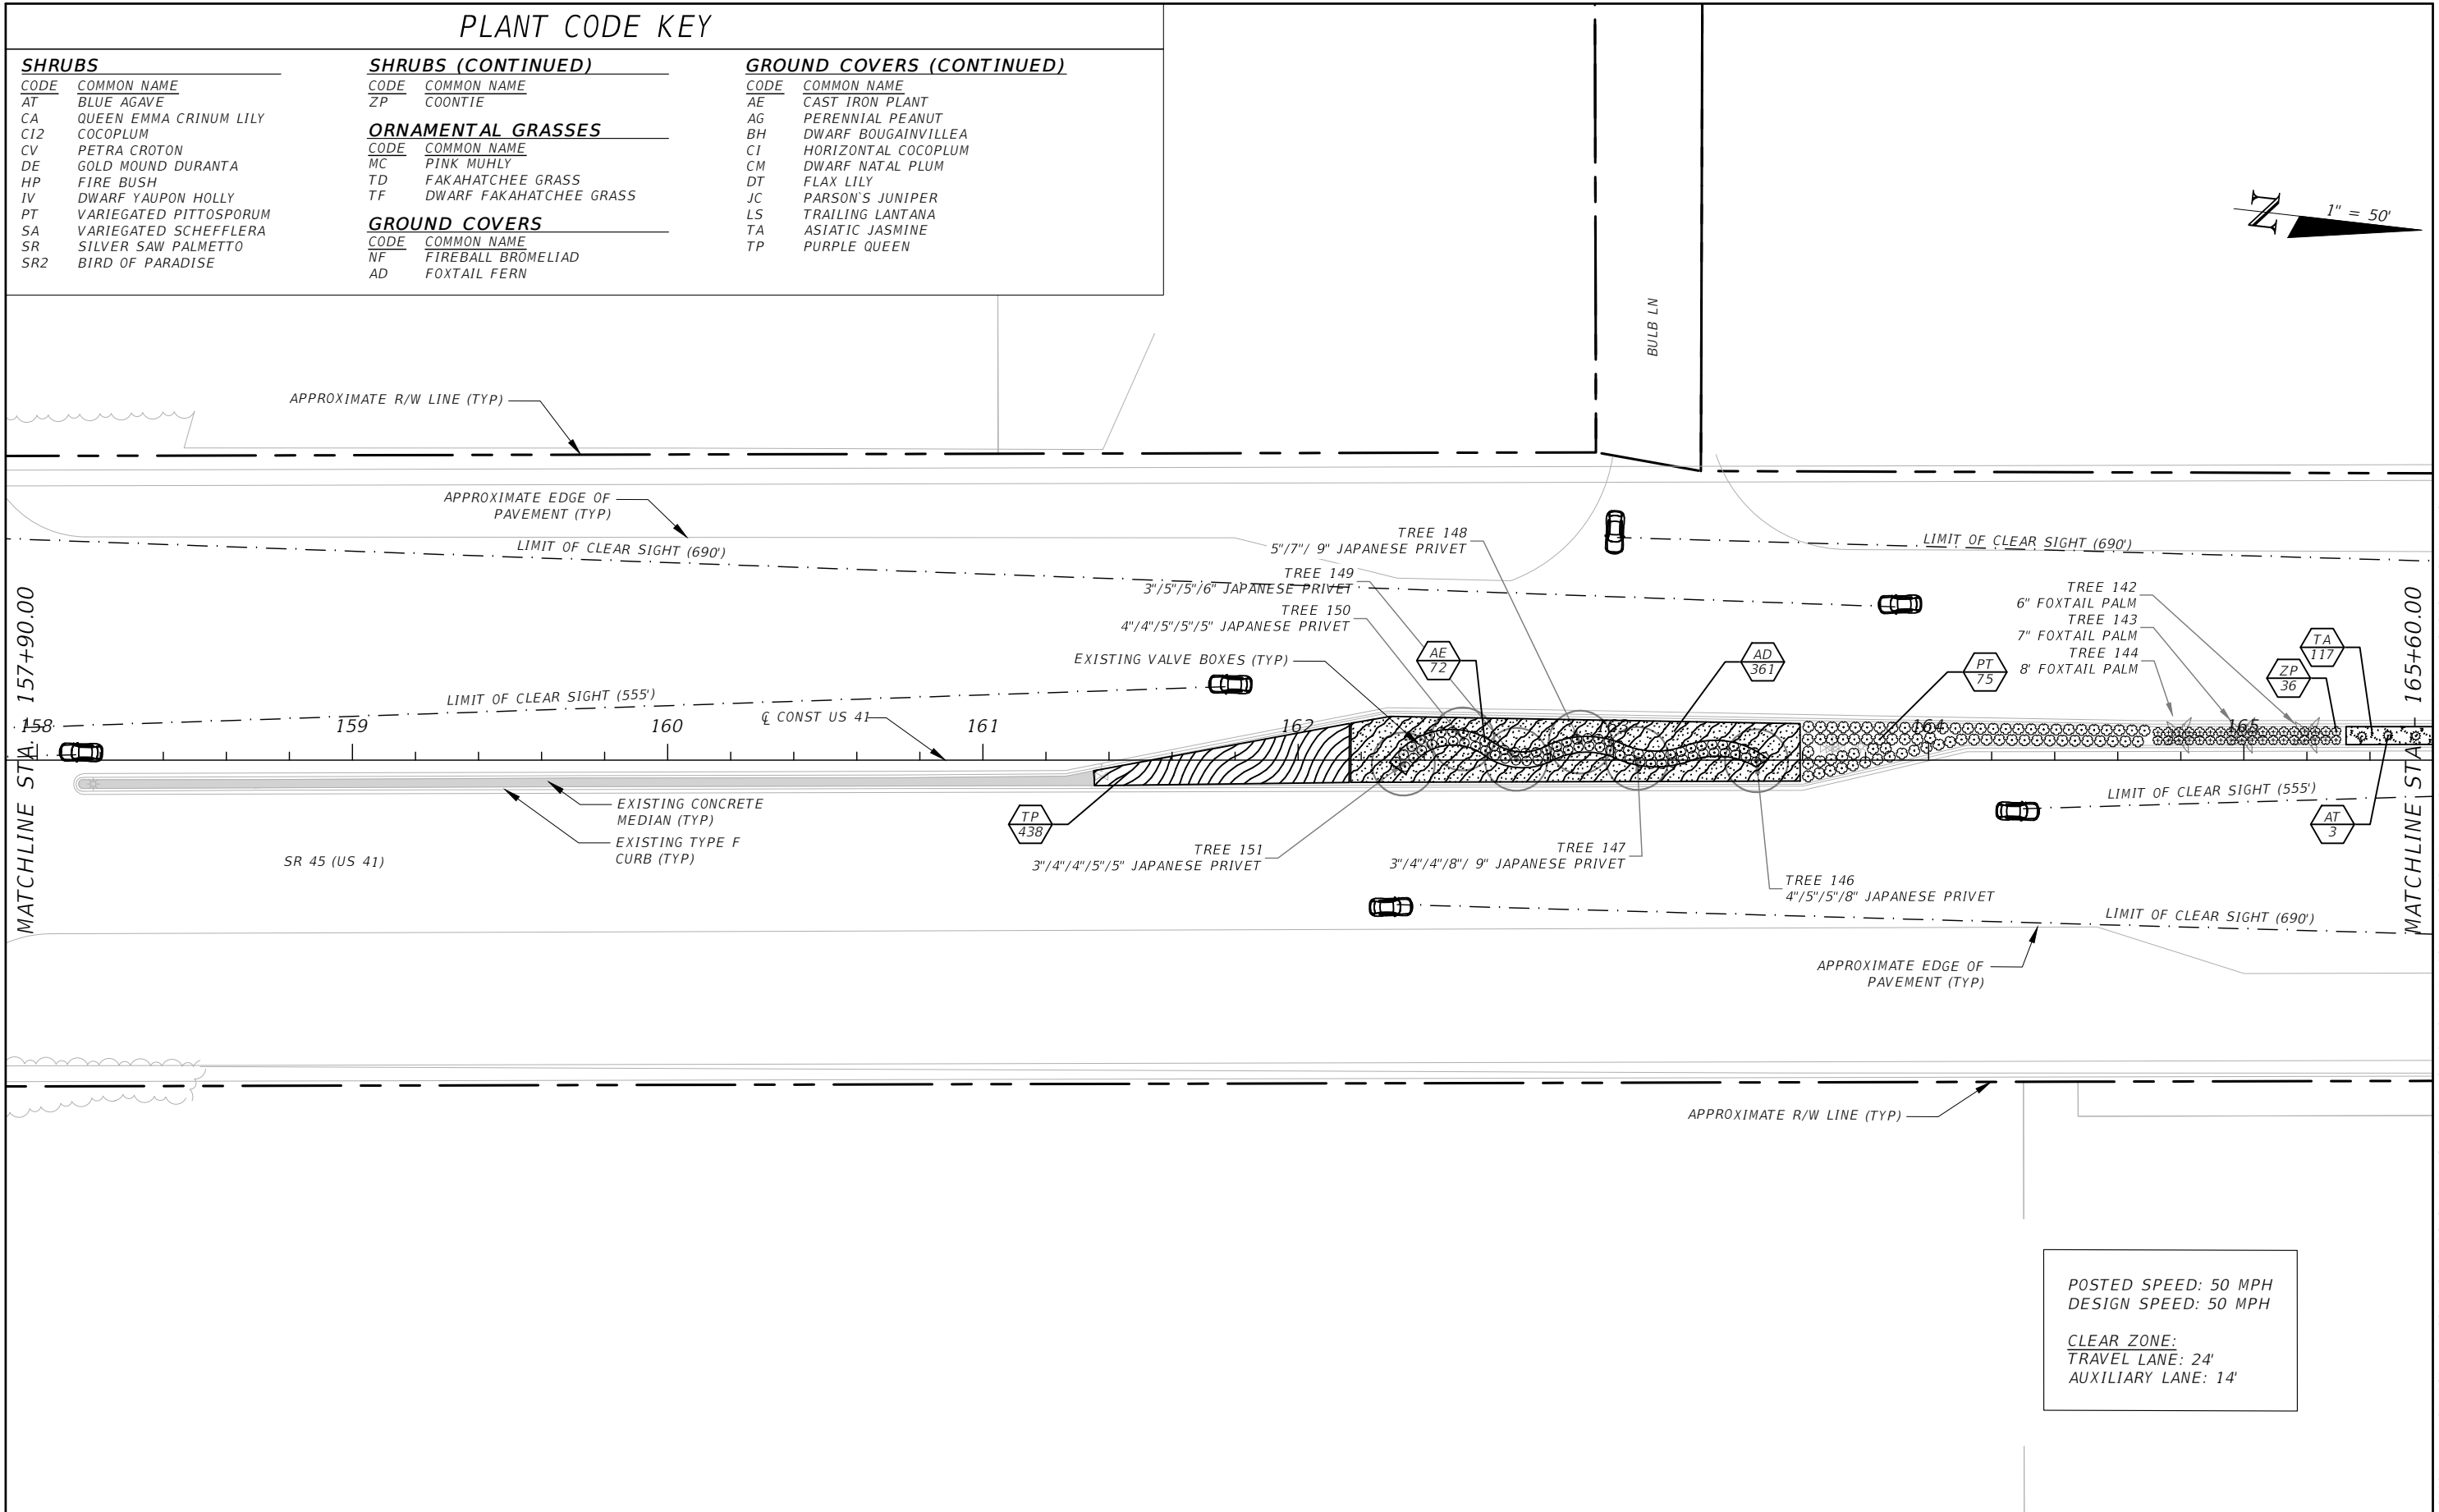 PLANT CODE KEY
SHRUBS
CODE COMMON NAME
AT BLUE AGAVE
CA QUEEN EMMA CRINUM LILY
CI2 COCOPLUM
CV PETRA CROTON
DE GOLD MOUND DURANTA
HP FIRE BUSH
IV DWARF YAUPON HOLLY
PT VARIEGATED PITTOSPORUM
SA VARIEGATED SCHEFFLERA
SR SILVER SAW PALMETTO
SR2 BIRD OF PARADISE
SHRUBS (CONTINUED)
CODE COMMON NAME
ZP COONTIE
ORNAMENTAL GRASSES
CODE COMMON NAME
MC PINK MUHLY
TD FAKAHATCHEE GRASS
TF DWARF FAKAHATCHEE GRASS
GROUND COVERS
CODE COMMON NAME
NF FIREBALL BROMELIAD
AD FOXTAIL FERN
GROUND COVERS (CONTINUED)
CODE COMMON NAME
AE CAST IRON PLANT
AG PERENNIAL PEANUT
BH DWARF BOUGAINVILLEA
CI HORIZONTAL COCOPLUM
CM DWARF NATAL PLUM
DT FLAX LILY
JC PARSON`S JUNIPER
LS TRAILING LANTANA
TA ASIATIC JASMINE
TP PURPLE QUEEN
N
1" = 50'
BULB LN
APPROXIMATE R/W LINE (TYP)
APPROXIMATE EDGE OF
PAVEMENT (TYP)
LIMIT OF CLEAR SIGHT (690')
TREE 148
5"/7"/ 9" JAPANESE PRIVET
LIMIT OF CLEAR SIGHT (690')
TREE 149
3"/5"/5"/6" JAPANESE PRIVET
TREE 150
4"/4"/5"/5"/5" JAPANESE PRIVET
TREE 142
6" FOXTAIL PALM
TREE 143
7" FOXTAIL PALM
TREE 144
8' FOXTAIL PALM
EXISTING VALVE BOXES (TYP)
AE
72
AD
361
PT
75
ZP
36
TA
117
MATCHLINE STA. 157+90.00
LIMIT OF CLEAR SIGHT (555')
℄ CONST US 41
158
159
160
161
162
163
164
165
MATCHLINE STA. 165+60.00
EXISTING CONCRETE
MEDIAN (TYP)
EXISTING TYPE F
CURB (TYP)
SR 45 (US 41)
TP
438
LIMIT OF CLEAR SIGHT (555')
AT
3
TREE 151
3"/4"/4"/5"/5" JAPANESE PRIVET
TREE 147
3"/4"/4"/8"/ 9" JAPANESE PRIVET
TREE 146
4"/5"/5"/8" JAPANESE PRIVET
LIMIT OF CLEAR SIGHT (690')
APPROXIMATE EDGE OF
PAVEMENT (TYP)
APPROXIMATE R/W LINE (TYP)
POSTED SPEED: 50 MPH
DESIGN SPEED: 50 MPH
CLEAR ZONE:
TRAVEL LANE: 24'
AUXILIARY LANE: 14'